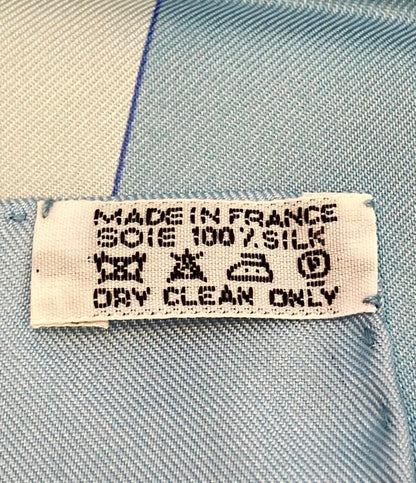 MADE IN FRANCE
SOIE 100% SILK
P
DRY CLEAN ONLY